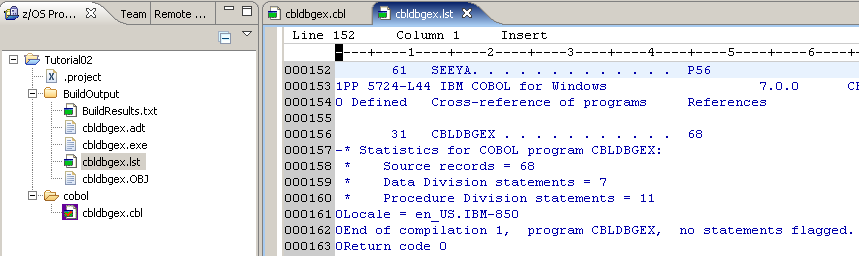 z/OS Pro...
Team
Remote ...
Tutorial02
.project
BuildOutput
BuildResults.txt
cbldbgex.adt
cbldbgex.exe
cbldbgex.lst
cbldbgex.OBJ
cobol
cbldbgex.cbl
cbldbgex.cbl
cbldbgex.lst
Line 152 Column 1 Insert
----+----1----+----2----+----3----+----4----+----5----+----6----+
000152 61 SEEYA. . . . . . . . . . . . . P56
000153 1PP 5724-L44 IBM COBOL for Windows 7.0.0
000154 0 Defined Cross-reference of programs References
000155
000156 31 CBLDBGEX . . . . . . . . . . . 68
000157 -* Statistics for COBOL program CBLDBGEX:
000158 * Source records = 68
000159 * Data Division statements = 7
000160 * Procedure Division statements = 11
000161 0Locale = en_US.IBM-850
000162 0End of compilation 1, program CBLDBGEX, no statements flagged.
000163 0Return code 0